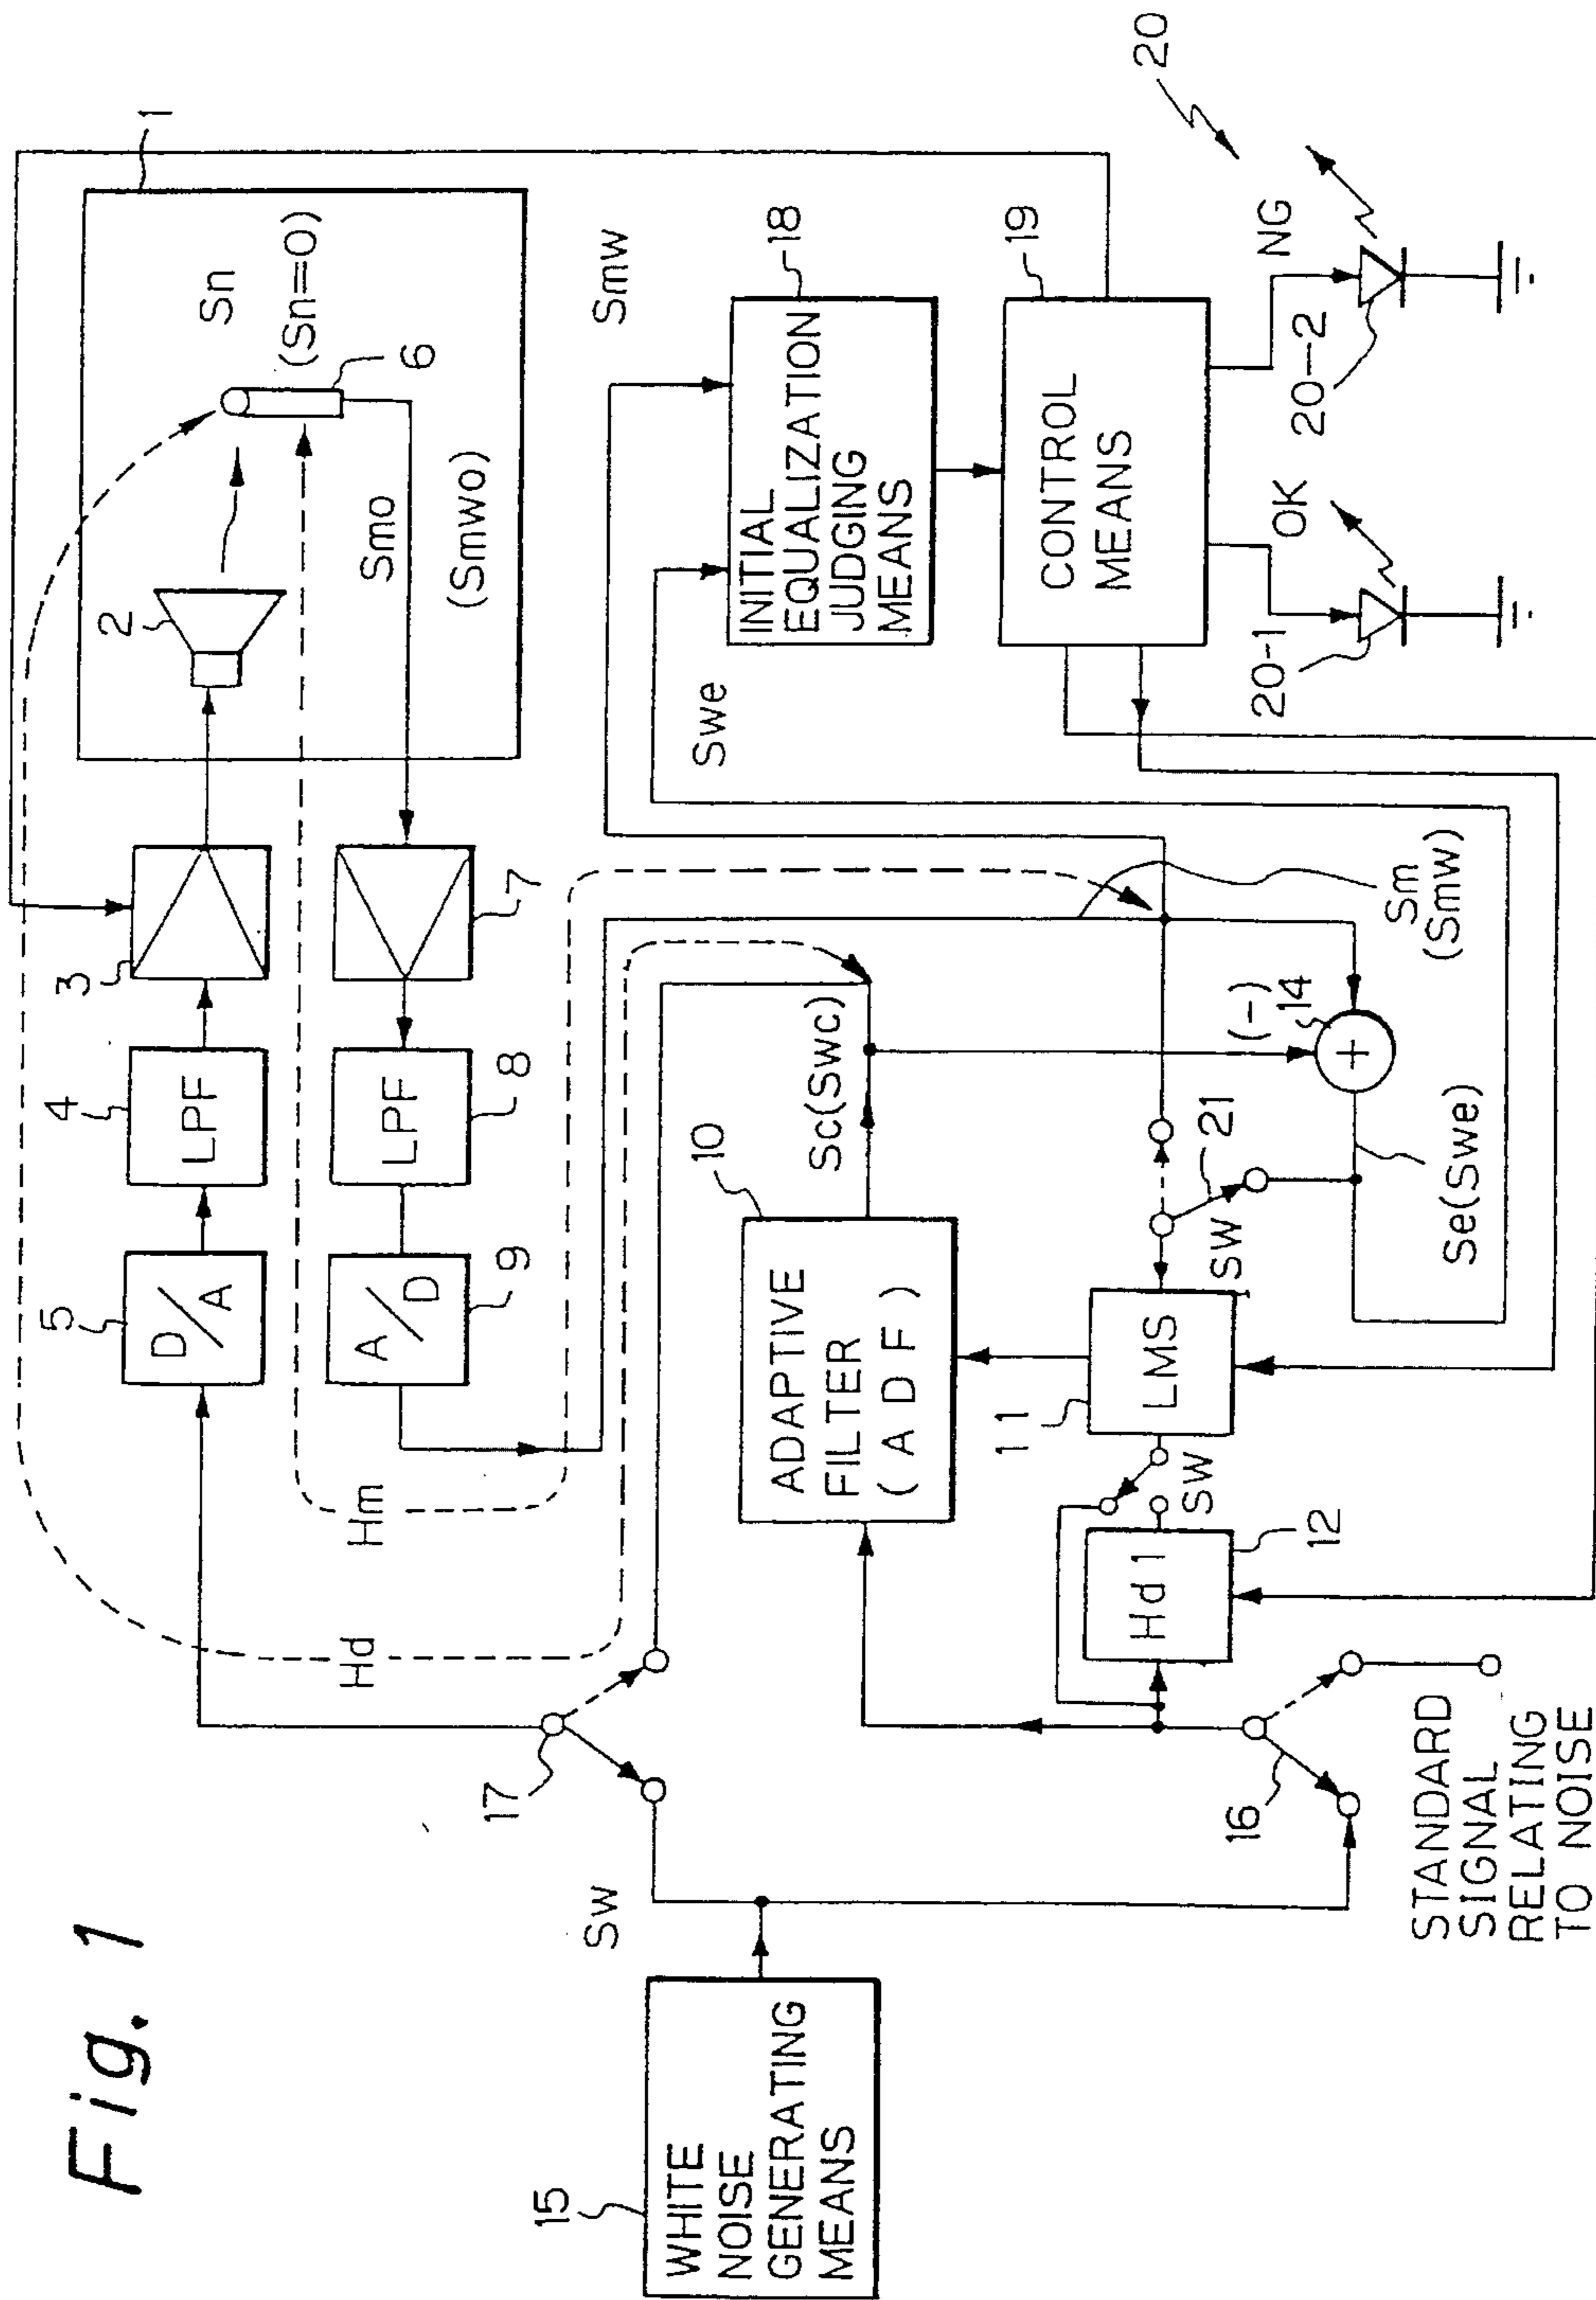 Fig. 1
20
1
Sn
(Sn=0)
6
2
Smo
(Smwo)
3
4
LPF
5
D/A
7
8
LPF
9
A/D
Hm
Hd
17
Sw
15
WHITE
NOISE
GENERATING
MEANS
Smw
Swe
18
INITIAL
EQUALIZATION
JUDGING
MEANS
19
CONTROL
MEANS
NG
20-2
OK
20-1
10
ADAPTIVE
FILTER
(ADF)
Sc(Swc)
Sm
(Smw)
(-)
14
+
Se(Swe)
21
SW
11
LMS
SW
12
Hd1
16
STANDARD
SIGNAL
RELATING
TO NOISE